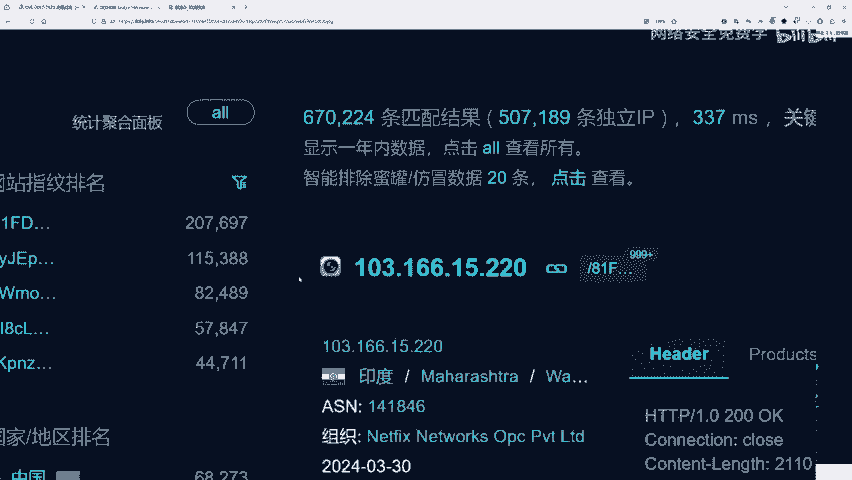 网络安全免费学 bilibili
统计聚合面板
all
网站指纹排名
1FD... 207,697
yJEp... 115,388
Wmo... 82,489
I8cL... 57,847
Kpnz... 44,711
国家/地区排名
中国 68,273
670,224 条匹配结果 ( 507,189 条独立IP ) ，337 ms ，关键
显示一年内数据，点击 all 查看所有。
智能排除蜜罐/仿冒数据 20 条， 点击 查看。
103.166.15.220 /81F... 999+
103.166.15.220
印度 / Maharashtra / Wa...
ASN: 141846
组织: Netfix Networks Opc Pvt Ltd
2024-03-30
Header Products
HTTP/1.0 200 OK
Connection: close
Content-Length: 2110